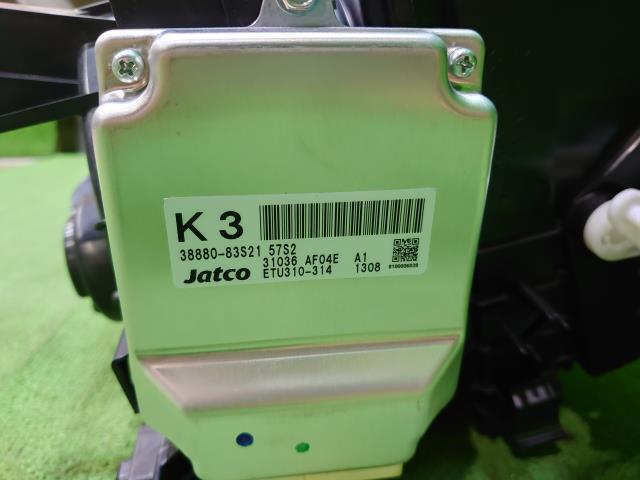 K 3
38880-83S21 57S2
31036 AF04E A1
Jatco ETU310-314 1308